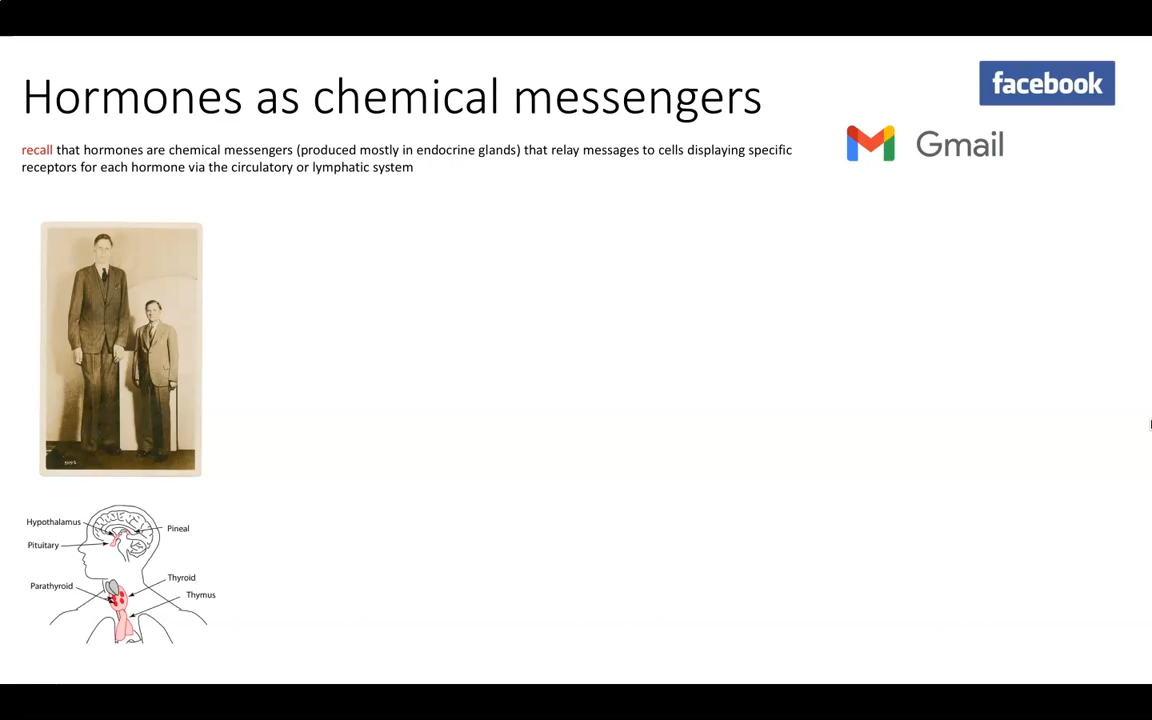 Hormones as chemical messengers
facebook
Gmail
recall that hormones are chemical messengers (produced mostly in endocrine glands) that relay messages to cells displaying specific
receptors for each hormone via the circulatory or lymphatic system
Hypothalamus
Pineal
Pituitary
Thyroid
Parathyroid
Thymus